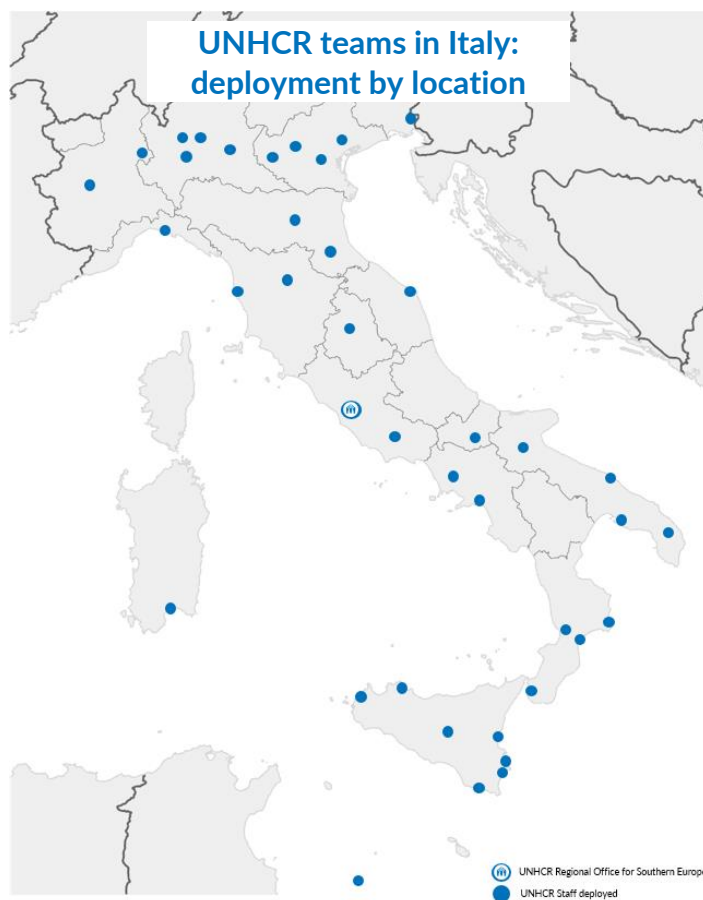 UNHCR teams in Italy:
deployment by location
UNHCR Regional Office for Southern Europe
UNHCR Staff deployed